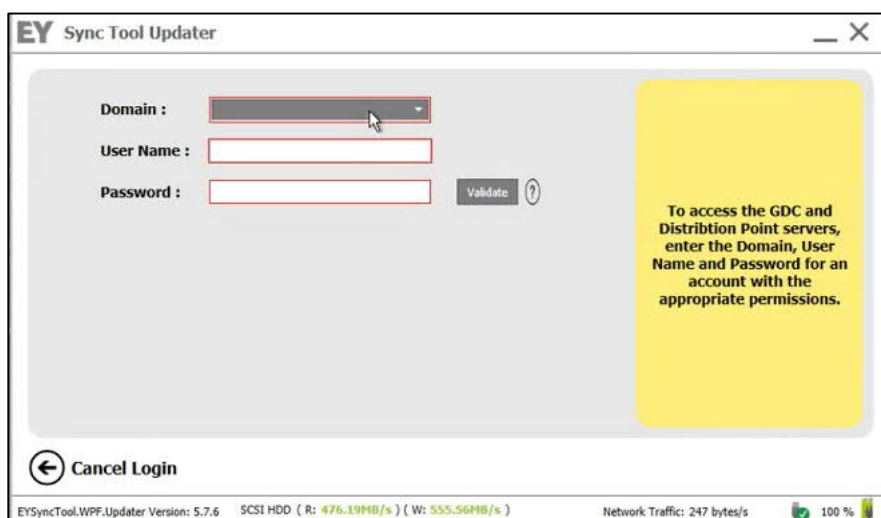 EY Sync Tool Updater
Domain :
User Name :
Password :
Validate ?
To access the GDC and
Distribtion Point servers,
enter the Domain, User
Name and Password for an
account with the
appropriate permissions.
Cancel Login
EYSyncTool.WPF.Updater Version: 5.7.6 SCSI HDD ( R: 476.19MB/s ) ( W: 555.56MB/s ) Network Traffic: 247 bytes/s 100 %